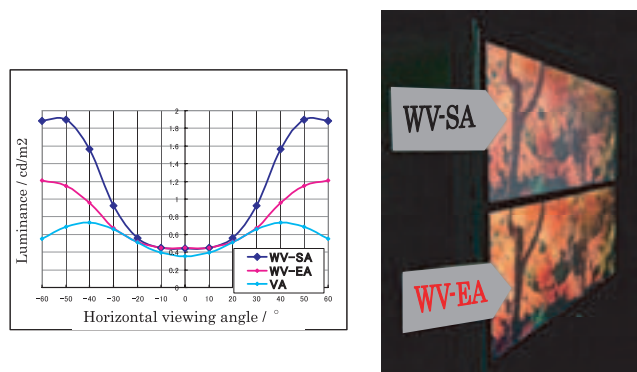 Luminance / cd/m2
2
1.8
1.6
1.4
1.2
1
0.8
0.6
0.4
0.2
0
-60 -50 -40 -30 -20 -10 0 10 20 30 40 50 60
Horizontal viewing angle / °
WV-SA
WV-EA
VA
WV-SA
WV-EA